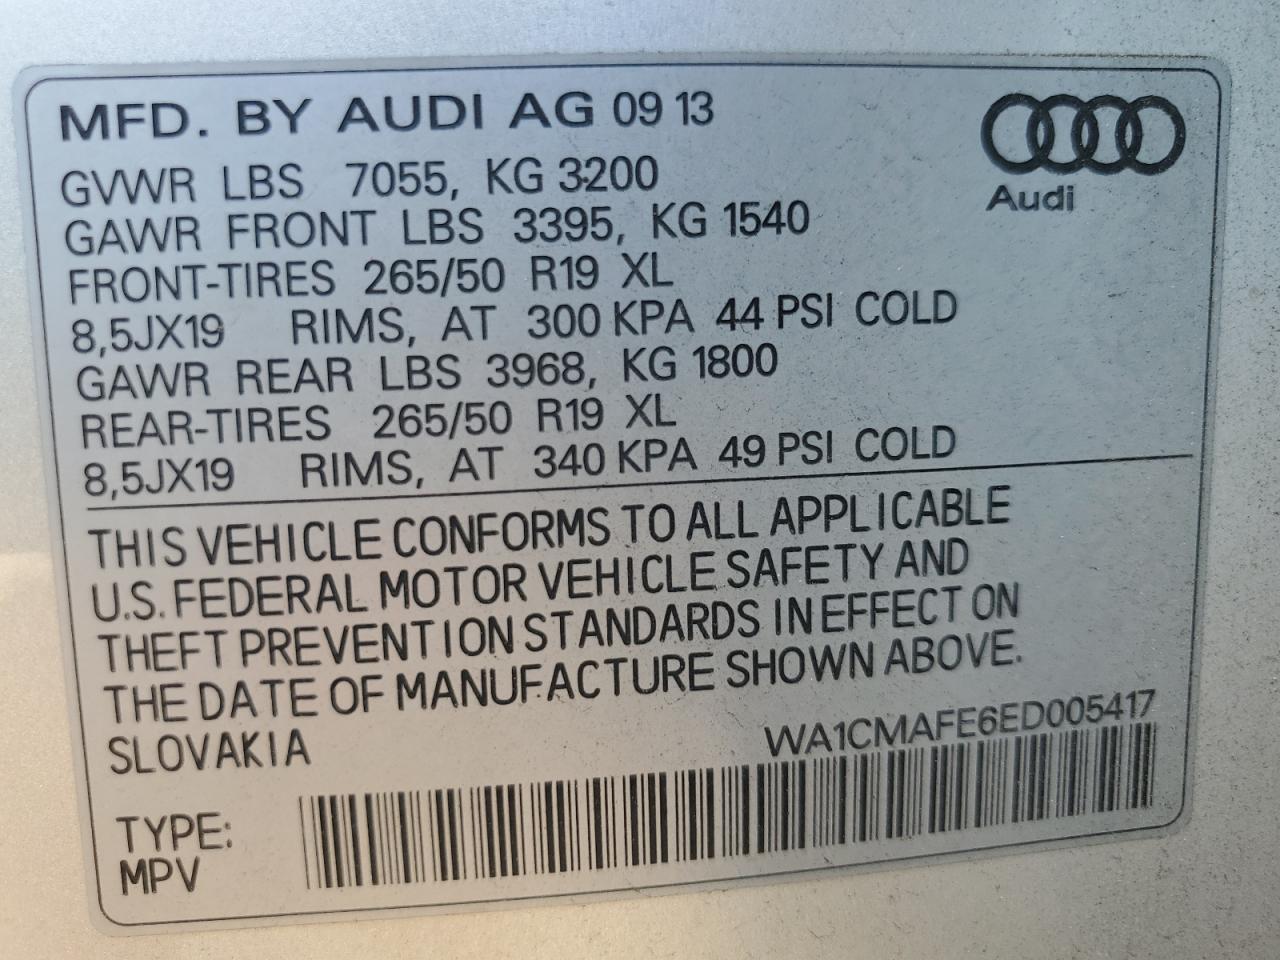 MFD. BY AUDI AG 09 13
Audi
GVWR LBS 7055, KG 3200
GAWR FRONT LBS 3395, KG 1540
FRONT-TIRES 265/50 R19 XL
8,5JX19 RIMS, AT 300 KPA 44 PSI COLD
GAWR REAR LBS 3968, KG 1800
REAR-TIRES 265/50 R19 XL
8,5JX19 RIMS, AT 340 KPA 49 PSI COLD
THIS VEHICLE CONFORMS TO ALL APPLICABLE
U.S. FEDERAL MOTOR VEHICLE SAFETY AND
THEFT PREVENTION STANDARDS IN EFFECT ON
THE DATE OF MANUFACTURE SHOWN ABOVE.
SLOVAKIA
WA1CMAFE6ED005417
TYPE:
MPV